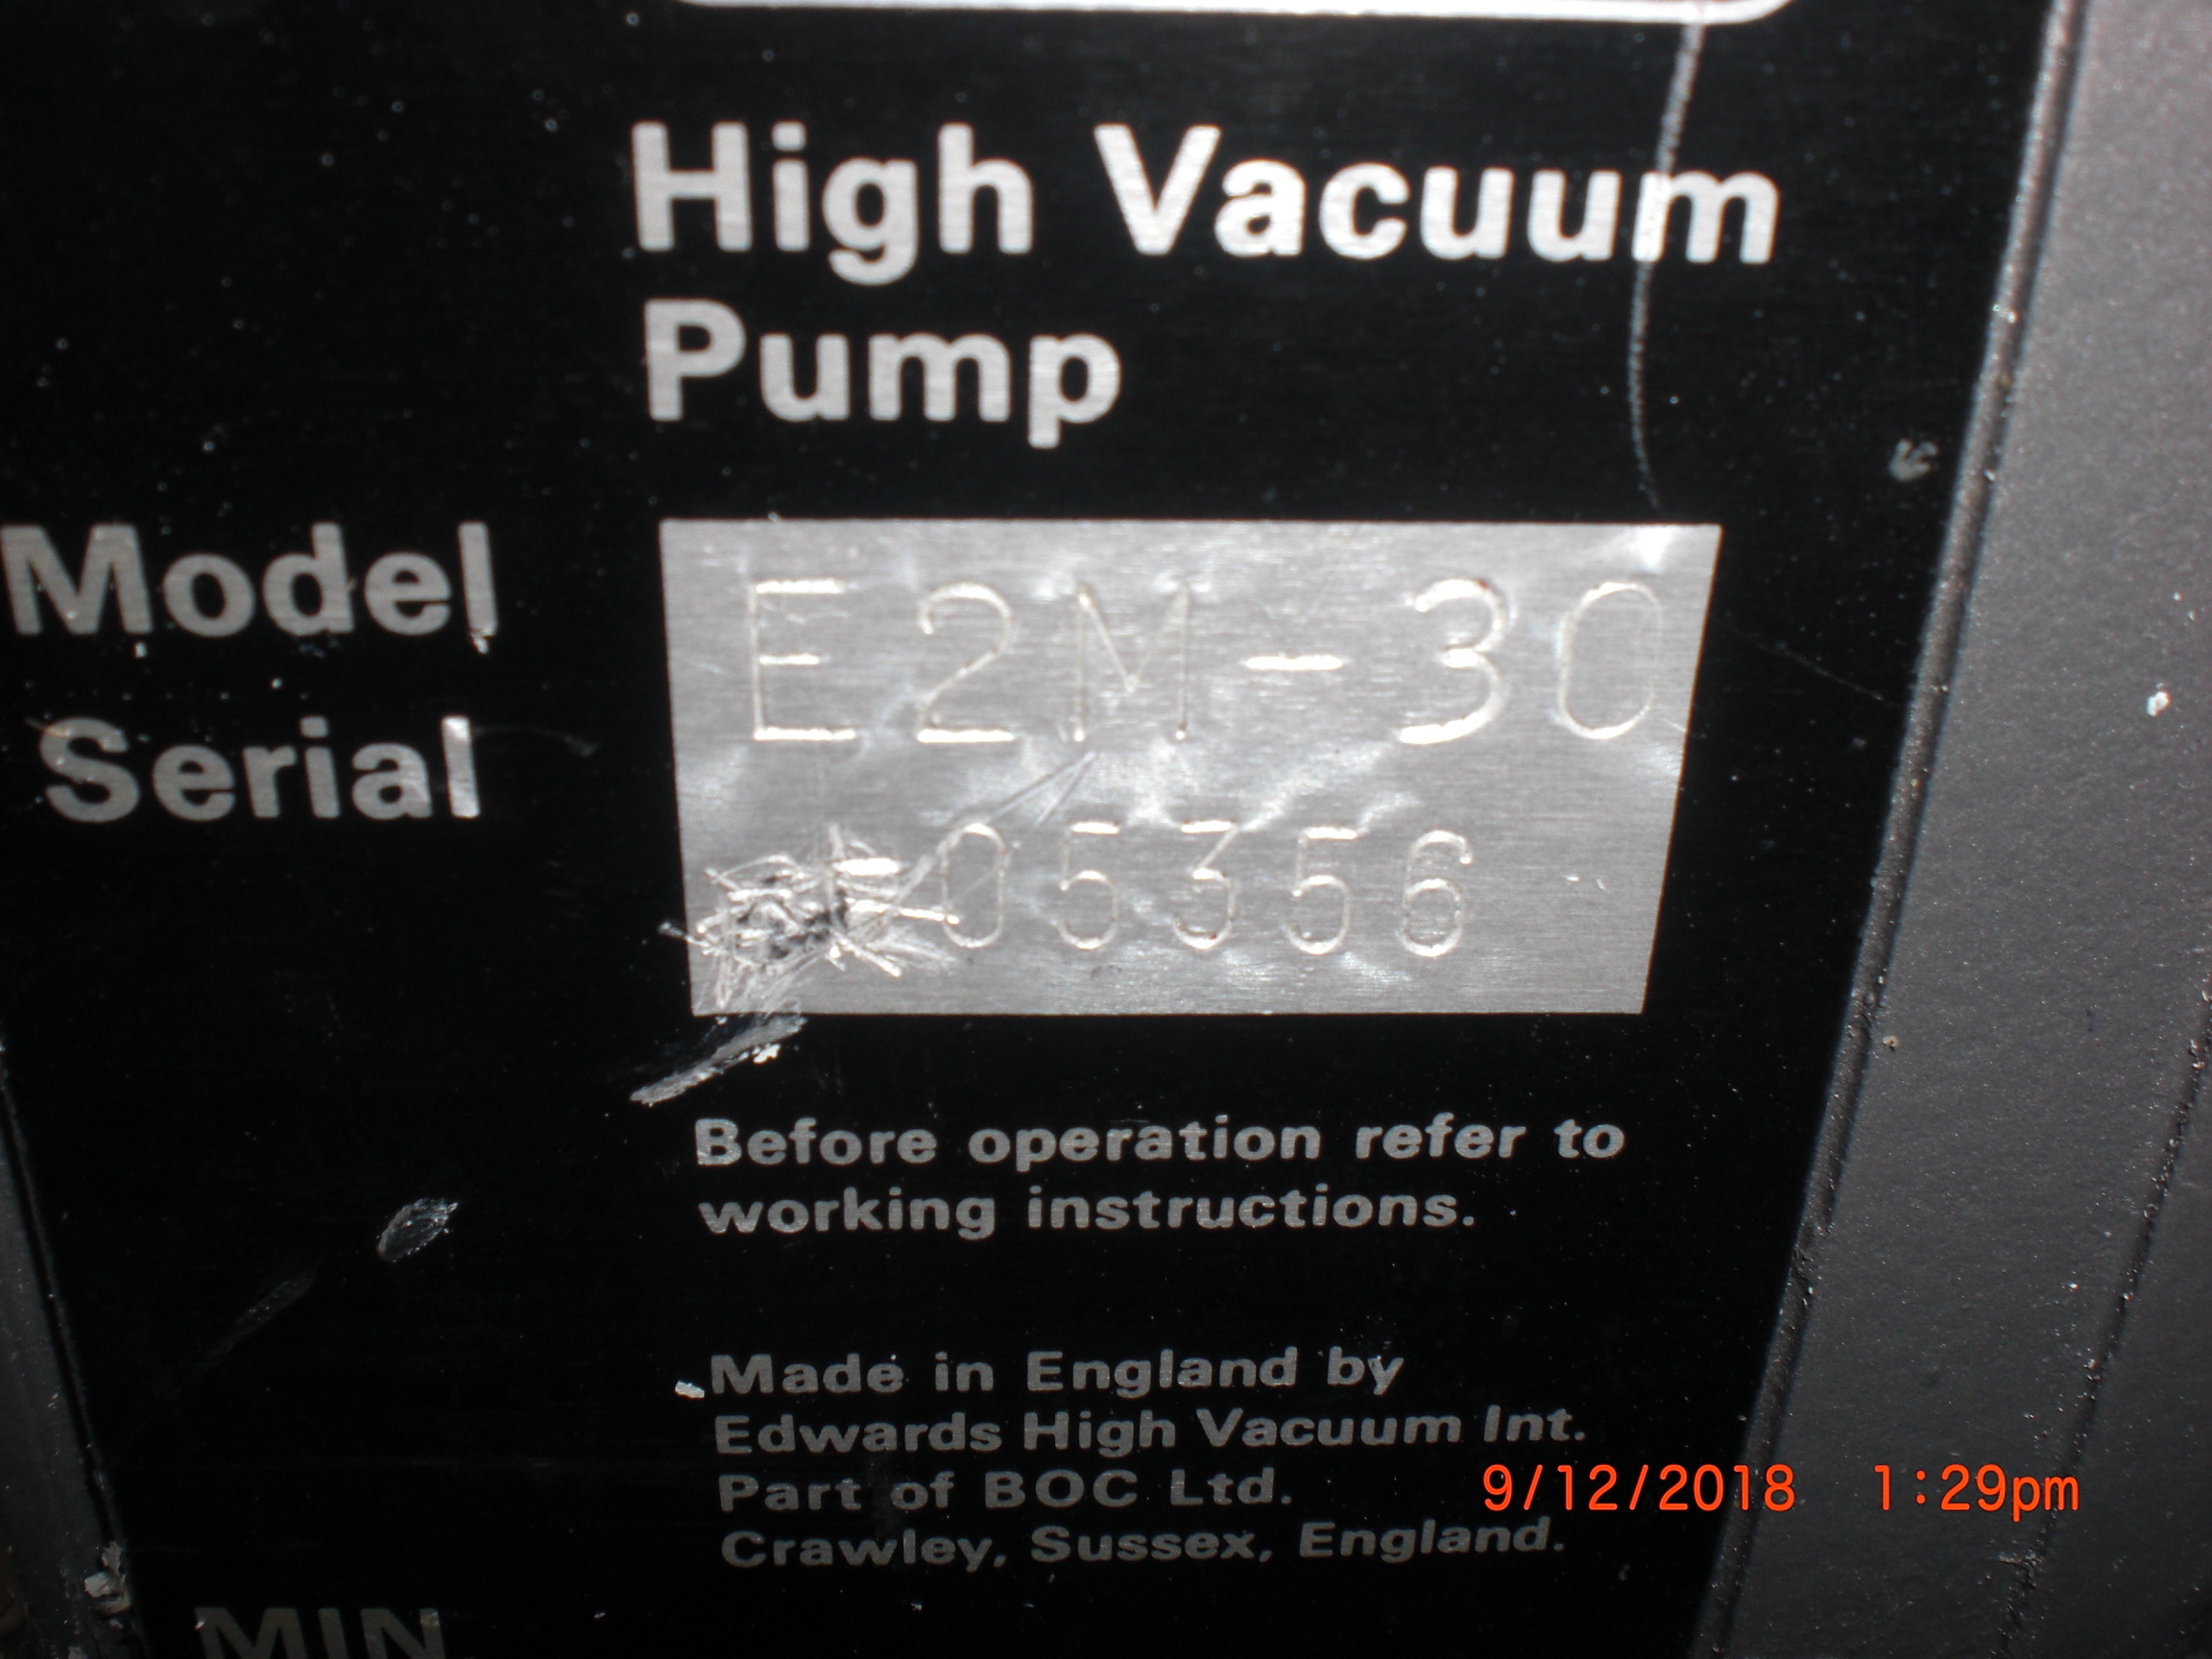 High Vacuum
Pump
Model E2M-30
Serial 05356
Before operation refer to
working instructions.
Made in England by
Edwards High Vacuum Int.
Part of BOC Ltd.
Crawley, Sussex, England.
9/12/2018 1:29pm
MIN